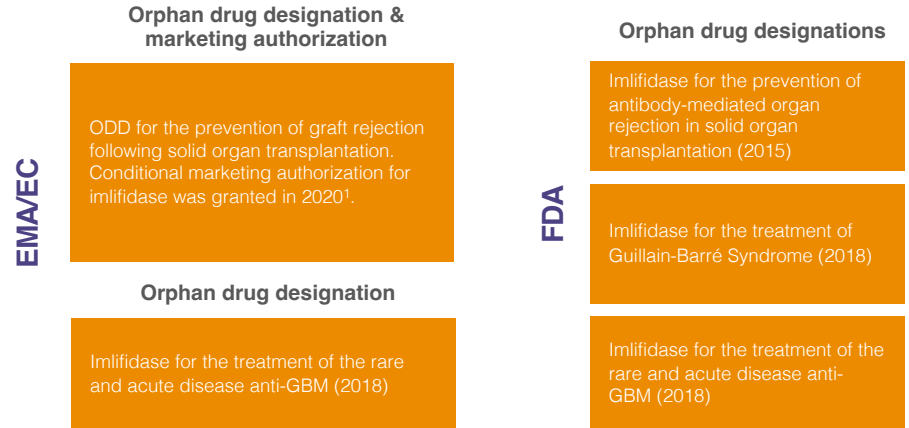 Orphan drug designation &
marketing authorization
EMA/EC
ODD for the prevention of graft rejection
following solid organ transplantation.
Conditional marketing authorization for
imlifidase was granted in 2020¹.
Orphan drug designation
Imlifidase for the treatment of the rare
and acute disease anti-GBM (2018)
Orphan drug designations
FDA
Imlifidase for the prevention of
antibody-mediated organ
rejection in solid organ
transplantation (2015)
Imlifidase for the treatment of
Guillain-Barré Syndrome (2018)
Imlifidase for the treatment of the
rare and acute disease anti-
GBM (2018)